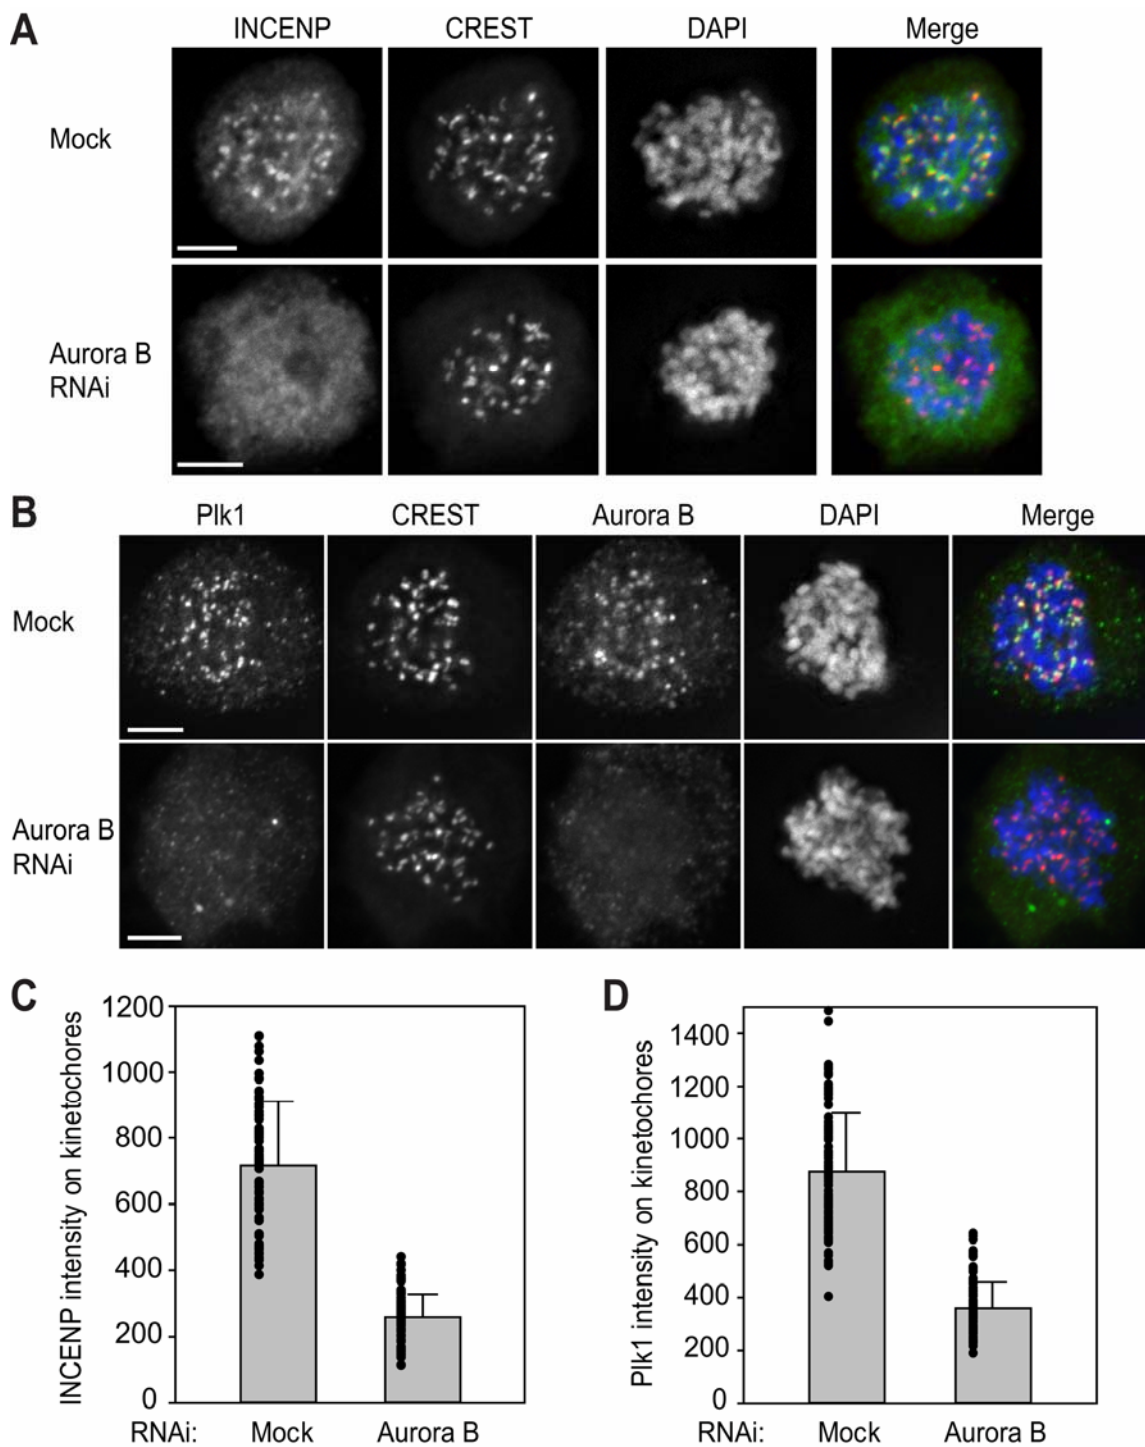 A
INCENP CREST DAPI Merge
Mock
Aurora B
RNAi
B
Plk1 CREST Aurora B DAPI Merge
Mock
Aurora B
RNAi
C
INCENP intensity on kinetochores
1200
1000
800
600
400
200
0
RNAi: Mock Aurora B
D
Plk1 intensity on kinetochores
1400
1200
1000
800
600
400
200
0
RNAi: Mock Aurora B